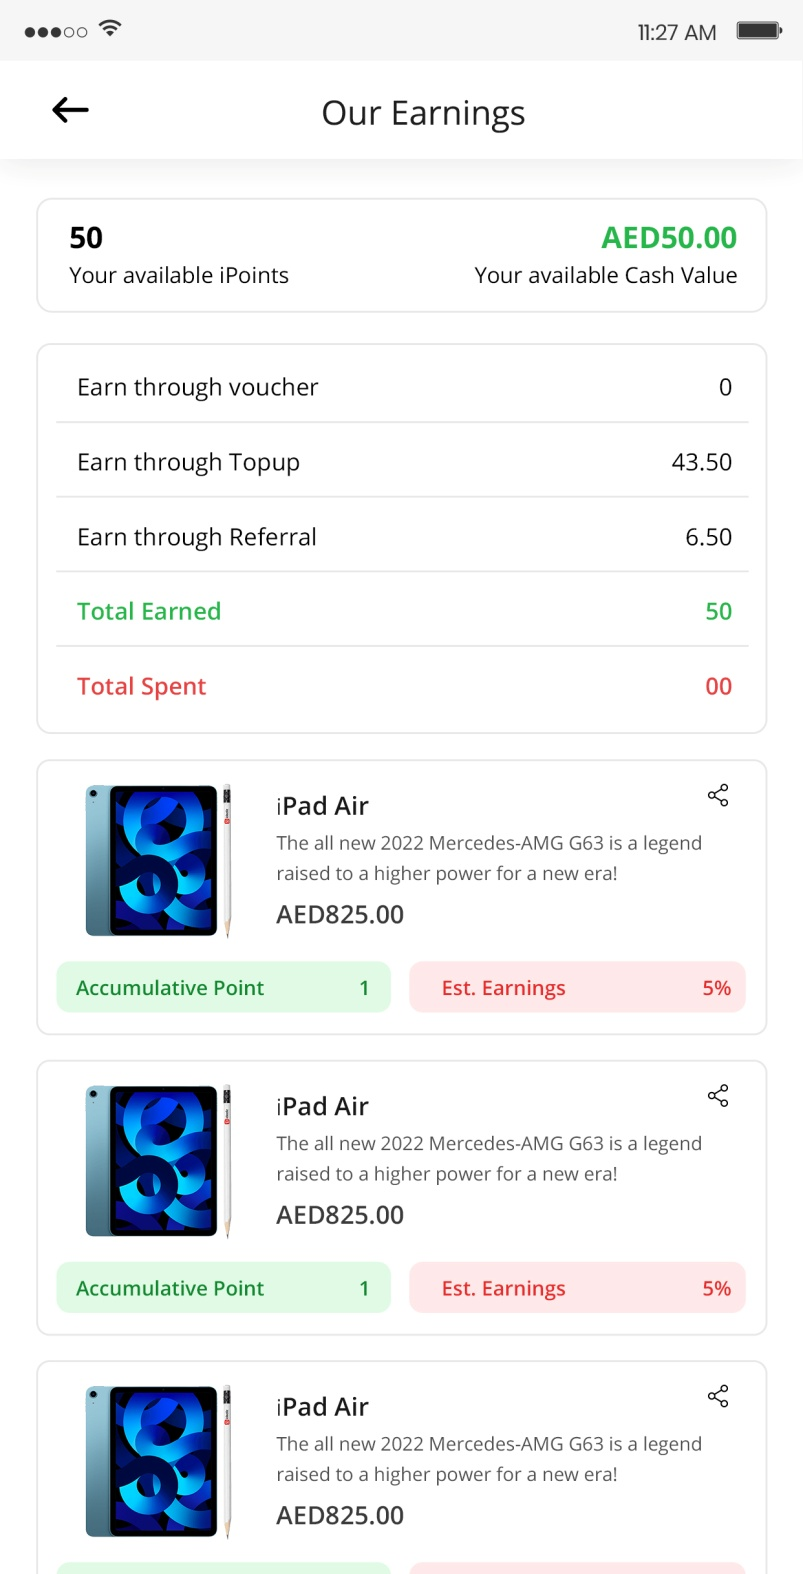 11:27 AM
Our Earnings
50
AED50.00
Your available iPoints
Your available Cash Value
Earn through voucher
0
Earn through Topup
43.50
Earn through Referral
6.50
Total Earned
50
Total Spent
00
iPad Air
The all new 2022 Mercedes-AMG G63 is a legend
raised to a higher power for a new era!
AED825.00
Accumulative Point
1
Est. Earnings
5%
iPad Air
The all new 2022 Mercedes-AMG G63 is a legend
raised to a higher power for a new era!
AED825.00
Accumulative Point
1
Est. Earnings
5%
iPad Air
The all new 2022 Mercedes-AMG G63 is a legend
raised to a higher power for a new era!
AED825.00